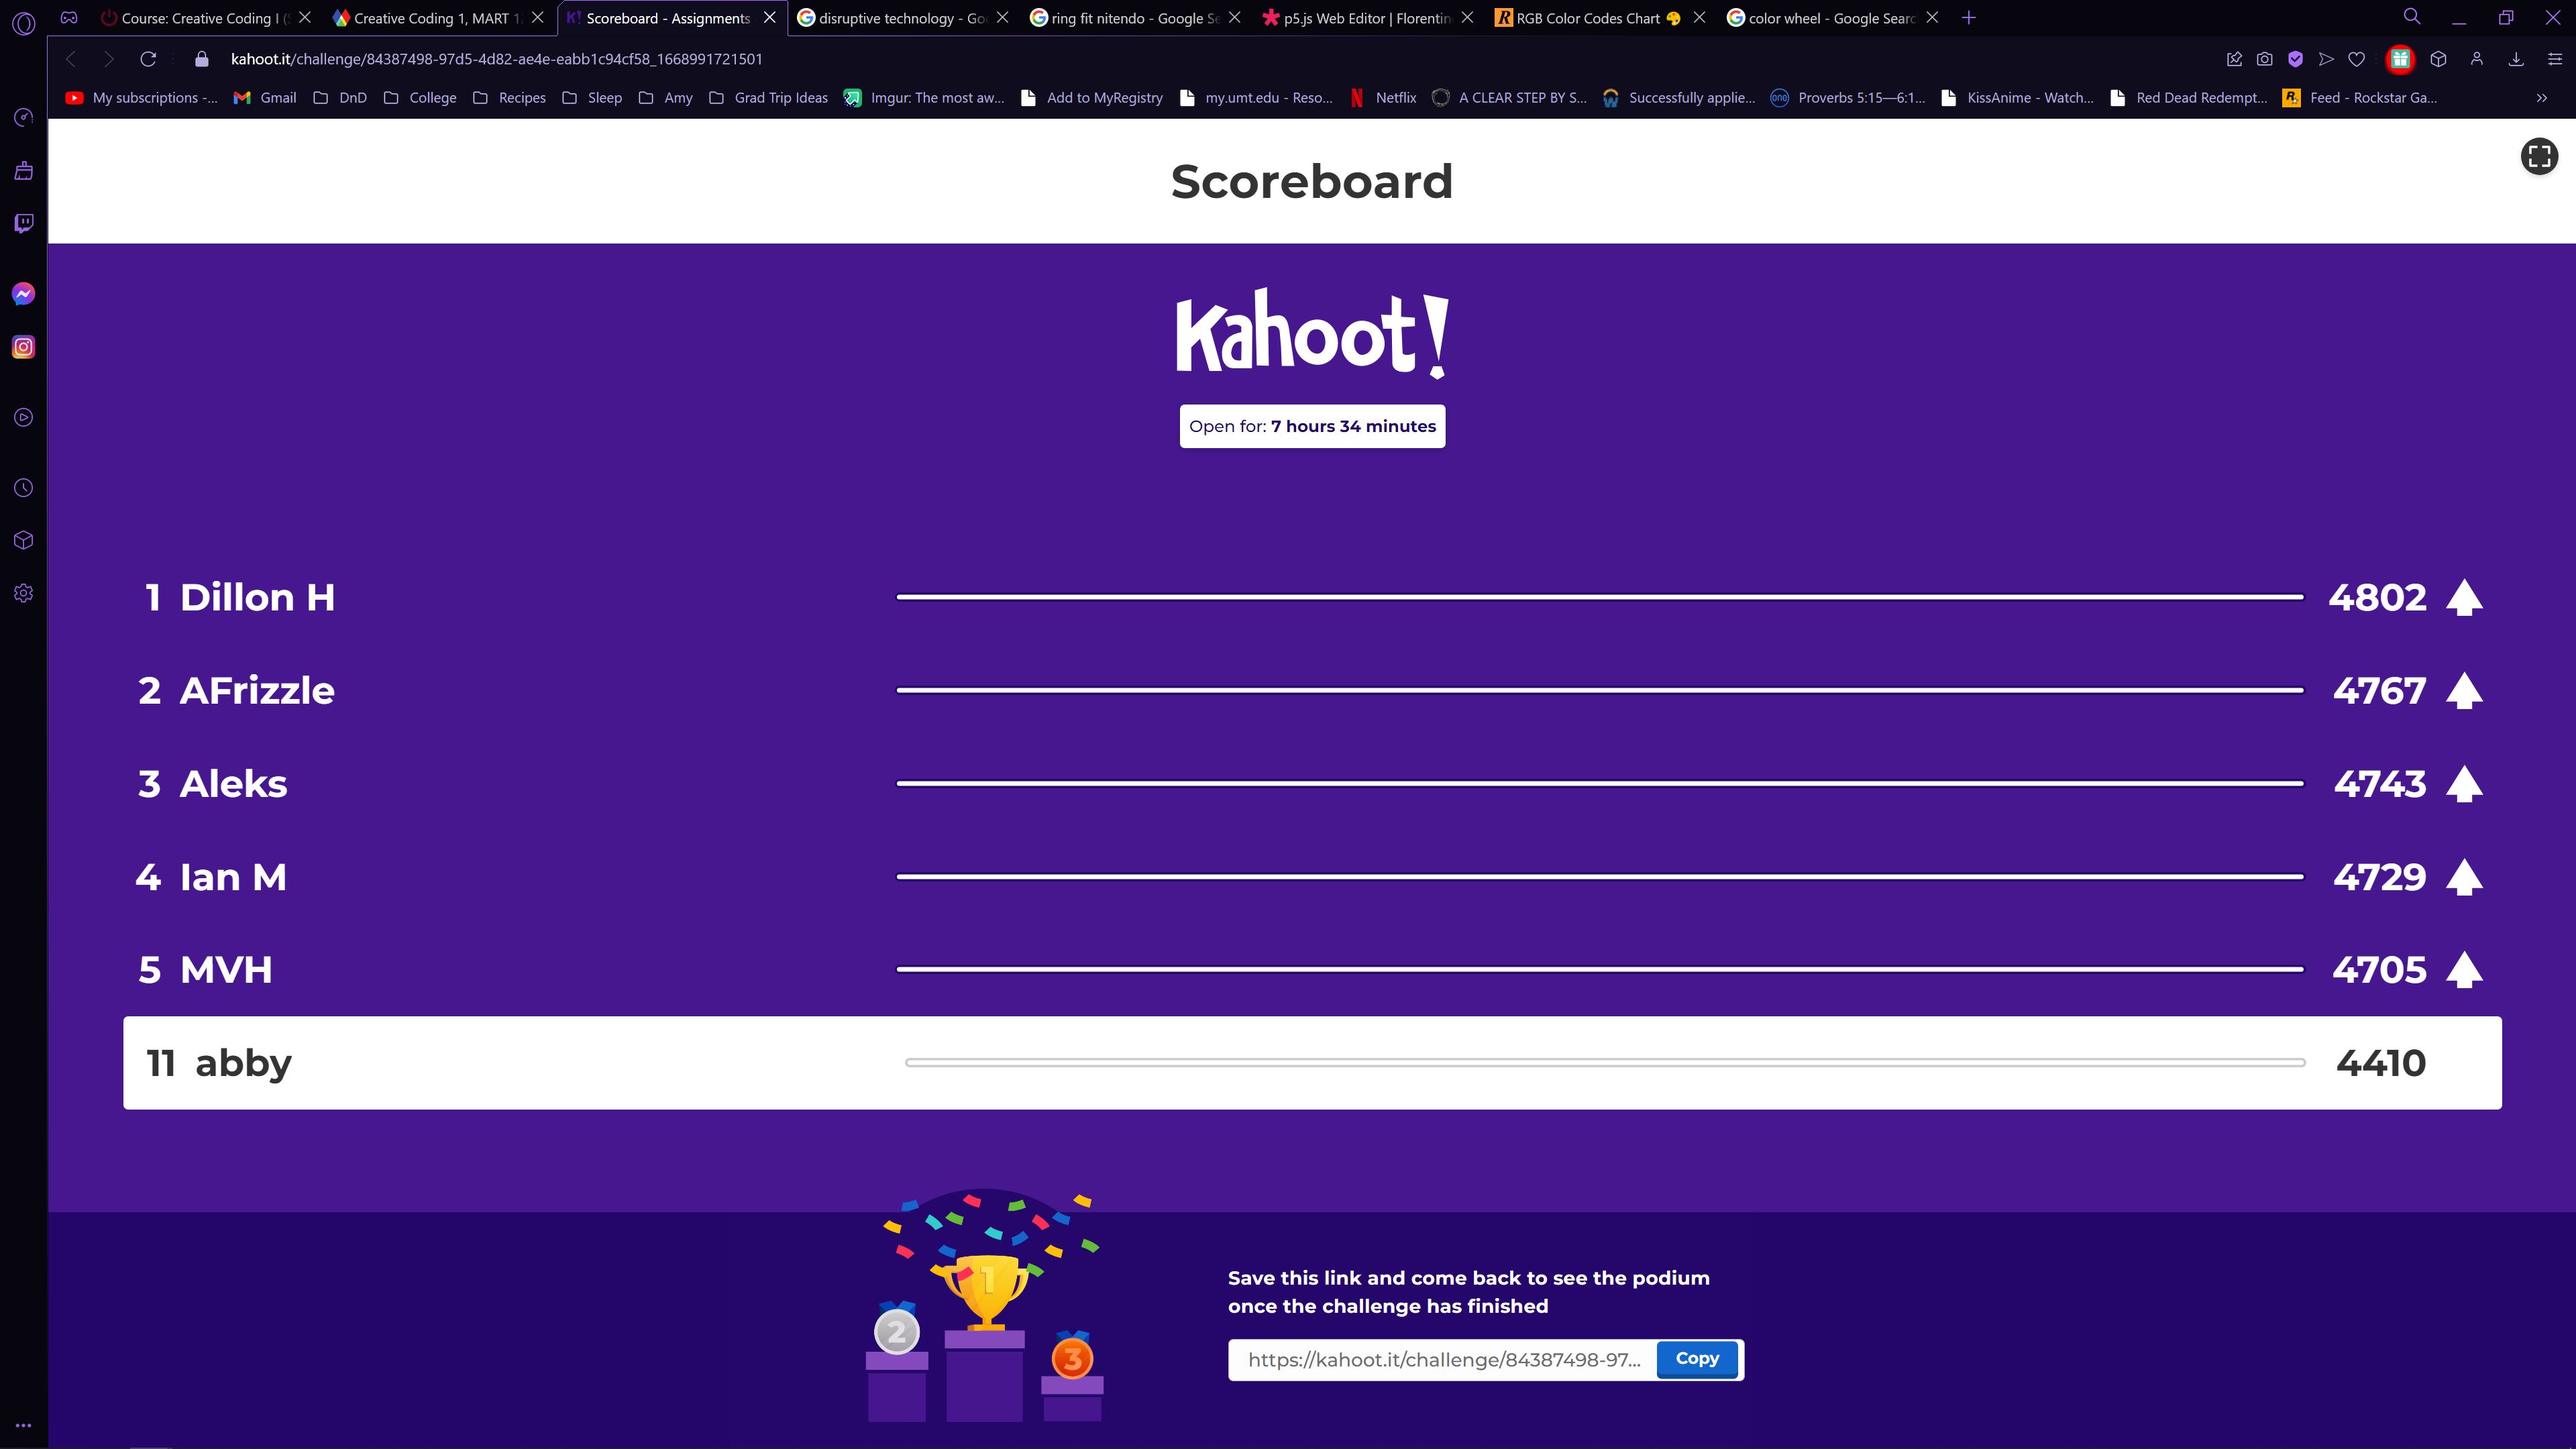 Course: Creative Coding I (
Creative Coding 1, MART 1
Scoreboard - Assignments
disruptive technology - Go
ring fit nitendo - Google Se
p5.js Web Editor | Florentin
RGB Color Codes Chart
color wheel - Google Searc
kahoot.it/challenge/84387498-97d5-4d82-ae4e-eabb1c94cf58_1668991721501
My subscriptions -...
Gmail
DnD
College
Recipes
Sleep
Amy
Grad Trip Ideas
Imgur: The most aw...
Add to MyRegistry
my.umt.edu - Reso...
Netflix
A CLEAR STEP BY S...
Successfully applie...
Proverbs 5:15—6:1...
KissAnime - Watch...
Red Dead Redempt...
Feed - Rockstar Ga...
Scoreboard
Kahoot!
Open for: 7 hours 34 minutes
1 Dillon H 4802
2 AFrizzle 4767
3 Aleks 4743
4 Ian M 4729
5 MVH 4705
11 abby 4410
1
2
3
Save this link and come back to see the podium
once the challenge has finished
https://kahoot.it/challenge/84387498-97...
Copy